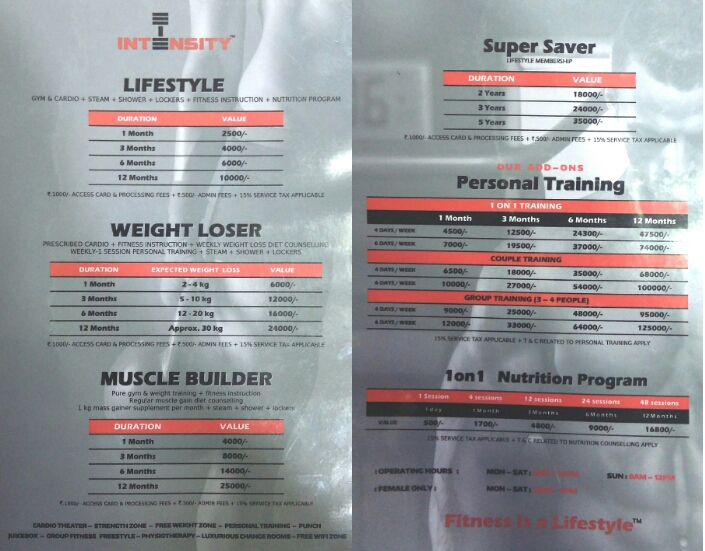 INTENSITY™
LIFESTYLE
GYM & CARDIO + STEAM + SHOWER + LOCKERS + FITNESS INSTRUCTION + NUTRITION PROGRAM
DURATION VALUE
1 Month 2500/-
3 Months 4000/-
6 Months 6000/-
12 Months 10000/-
₹.1000/- ACCESS CARD & PROCESSING FEES + ₹.500/- ADMIN FEES + 15% SERVICE TAX APPLICABLE
WEIGHT LOSER
PRESCRIBED CARDIO + FITNESS INSTRUCTION + WEEKLY WEIGHT LOSS DIET COUNSELLING
WEEKLY-1 SESSION PERSONAL TRAINING + STEAM + SHOWER + LOCKERS
DURATION EXPECTED WEIGHT LOSS VALUE
1 Month 2-4 kg 6000/-
3 Months 5-10 kg 12000/-
6 Months 12-20 kg 16000/-
12 Months Approx. 30 kg 24000/-
₹.1000/- ACCESS CARD & PROCESSING FEES + ₹.500/- ADMIN FEES + 15% SERVICE TAX APPLICABLE
MUSCLE BUILDER
Pure gym & weight training + fitness instruction
Regular muscle gain diet counselling
1 kg mass gainer supplement per month + steam + shower + lockers
DURATION VALUE
1 Month 4000/-
3 Months 8000/-
6 Months 14000/-
12 Months 25000/-
₹.1000/- ACCESS CARD & PROCESSING FEES + ADMIN FEES + 15% SERVICE TAX APPLICABLE
CARDIO THEATER – STRENGTH ZONE – FREE WEIGHT ZONE – PERSONAL TRAINING – PUNCH
JUICEBOX – GROUP FITNESS FREESTYLE – PHYSIOTHERAPY – LUXURIOUS CHANGE ROOMS – FREE WIFI ZONE
Super Saver
LIFESTYLE MEMBERSHIP
DURATION VALUE
2 Years 18000/-
3 Years 24000/-
5 Years 35000/-
₹.1000/- ACCESS CARD & PROCESSING FEES + ₹.500/- ADMIN FEES + 15% SERVICE TAX APPLICABLE
OUR ADD-ONS
Personal Training
1 ON 1 TRAINING
1 Month 3 Months 6 Months 12 Months
4 DAYS/WEEK 4500/- 12500/- 24300/- 47500/-
6 DAYS/WEEK 7000/- 19500/- 37000/- 74000/-
COUPLE TRAINING
4 DAYS/WEEK 6500/- 18000/- 35000/- 68000/-
6 DAYS/WEEK 10000/- 27000/- 54000/- 100000/-
GROUP TRAINING (3 – 4 PEOPLE)
4 DAYS/WEEK 9000/- 25000/- 48000/- 95000/-
6 DAYS/WEEK 12000/- 33000/- 64000/- 125000/-
15% SERVICE TAX APPLICABLE + T & C RELATED TO PERSONAL TRAINING APPLY
1on1 Nutrition Program
1 Session 4 sessions 12 sessions 24 sessions 48 sessions
1 day 1 Month 3 Months 6 Months 12 Months
VALUE 500/- 1700/- 4800/- 9000/- 16800/-
15% SERVICE TAX APPLICABLE + T & C RELATED TO NUTRITION COUNSELLING APPLY
: OPERATING HOURS : MON – SAT : SUN : 8AM – 12PM
: FEMALE ONLY : MON – SAT :
Fitness is a Lifestyle™